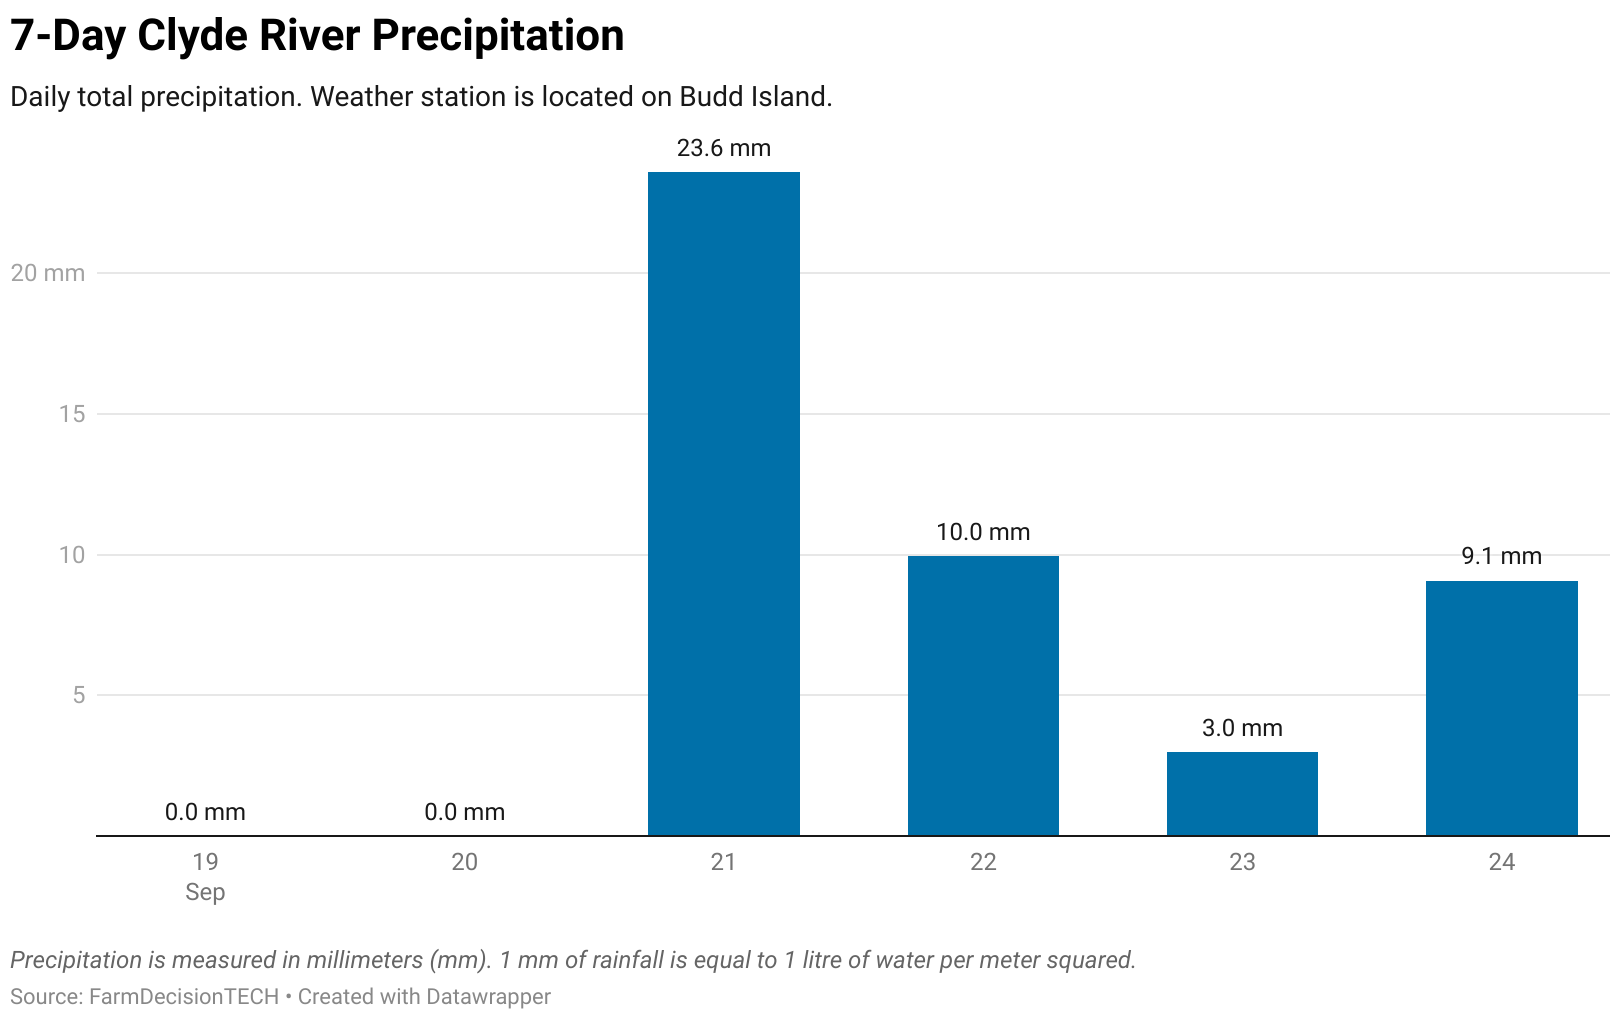 7-Day Clyde River Precipitation
Daily total precipitation. Weather station is located on Budd Island.
23.6 mm
20 mm
15
10.0 mm
10
9.1 mm
5
3.0 mm
0.0 mm
0.0 mm
19
20
21
22
23
24
Sep
Precipitation is measured in millimeters (mm). 1 mm of rainfall is equal to 1 litre of water per meter squared.
Source: FarmDecisionTECH • Created with Datawrapper